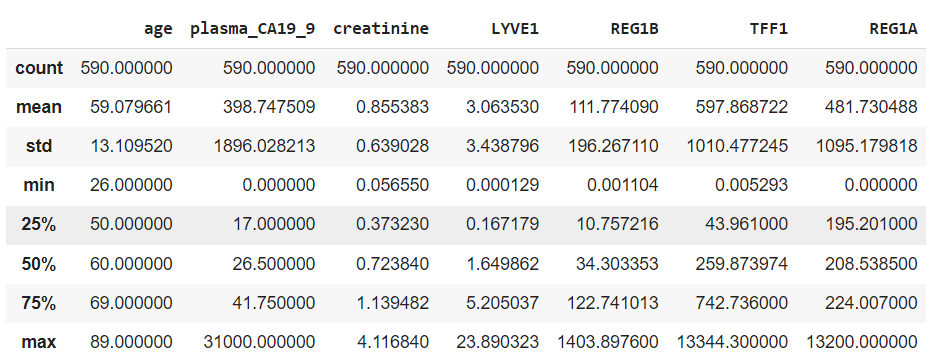 age plasma_CA19_9 creatinine LYVE1 REG1B TFF1 REG1A
count 590.000000 590.000000 590.000000 590.000000 590.000000 590.000000 590.000000
mean 59.079661 398.747509 0.855383 3.063530 111.774090 597.868722 481.730488
std 13.109520 1896.028213 0.639028 3.438796 196.267110 1010.477245 1095.179818
min 26.000000 0.000000 0.056550 0.000129 0.001104 0.005293 0.000000
25% 50.000000 17.000000 0.373230 0.167179 10.757216 43.961000 195.201000
50% 60.000000 26.500000 0.723840 1.649862 34.303353 259.873974 208.538500
75% 69.000000 41.750000 1.139482 5.205037 122.741013 742.736000 224.007000
max 89.000000 31000.000000 4.116840 23.890323 1403.897600 13344.300000 13200.000000